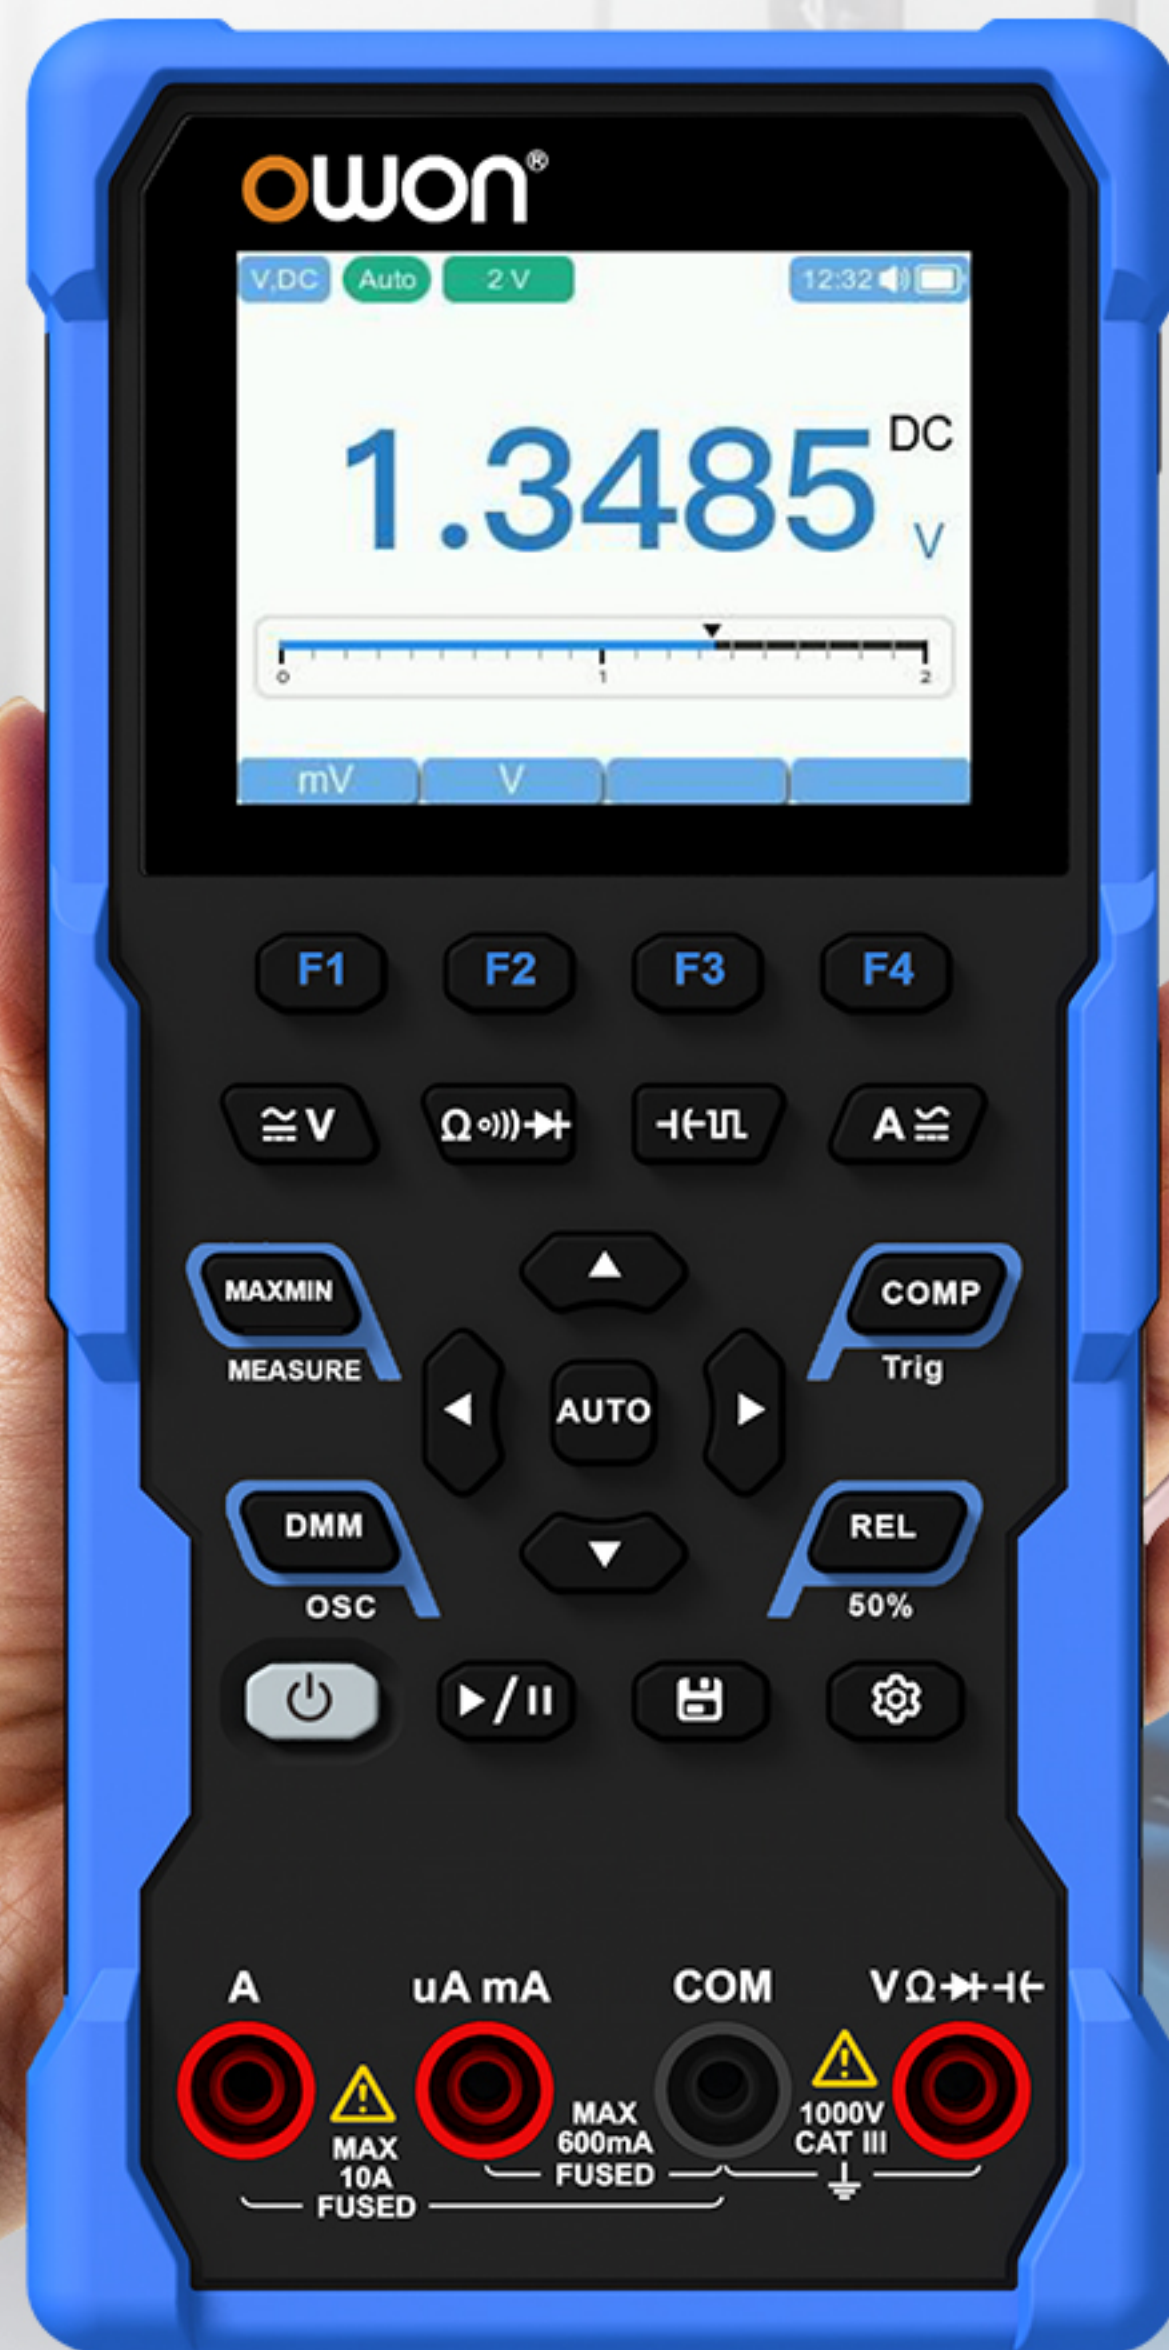 owon®
V,DC Auto 2 V 12:32
1.3485 DC V
0 1 2
mV V
F1 F2 F3 F4
V Ω A
MAXMIN COMP
MEASURE Trig
AUTO
DMM REL
OSC 50%
A uA mA COM VΩ
MAX 10A FUSED
MAX 600mA FUSED
1000V CAT III